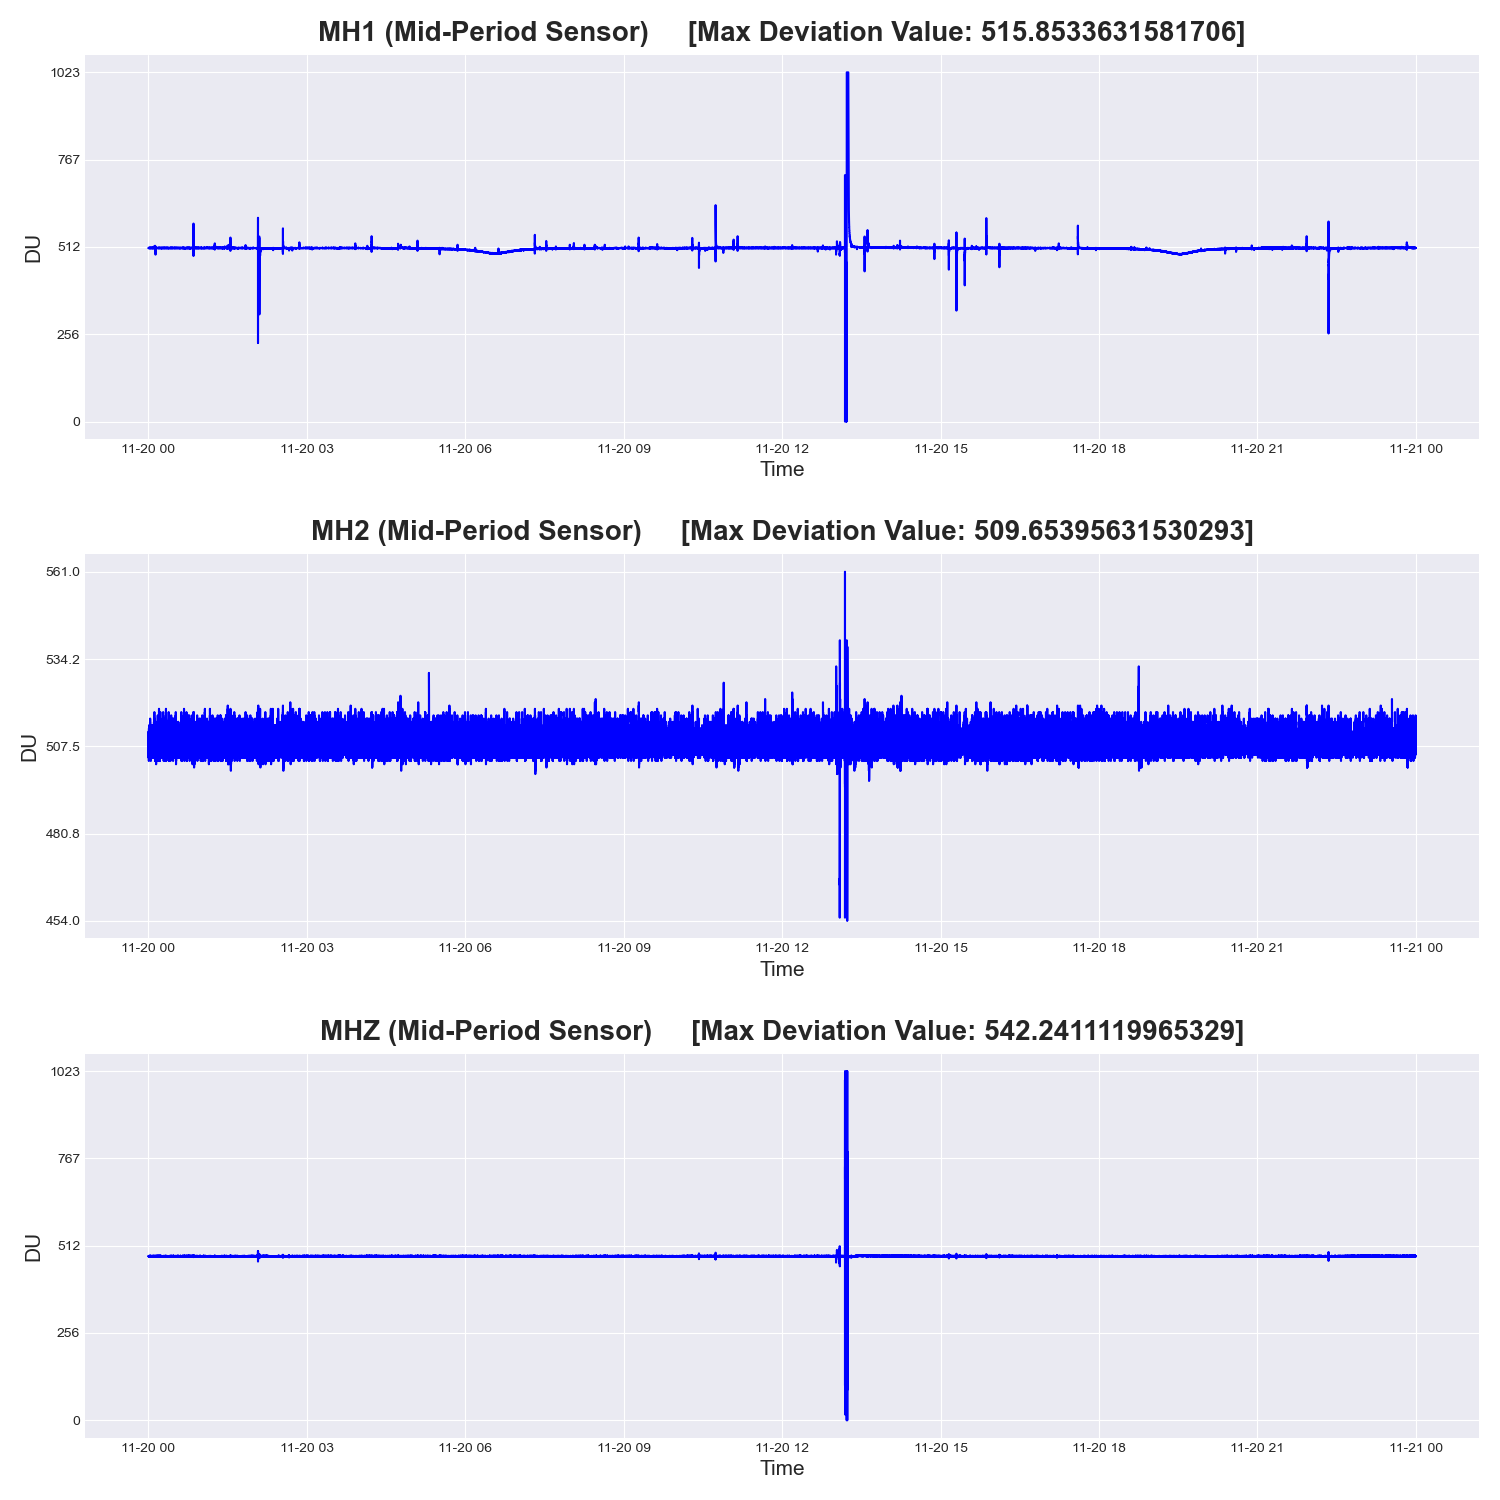 MH1 (Mid-Period Sensor) [Max Deviation Value: 515.8533631581706]
1023
767
512
256
0
DU
11-20 00 11-20 03 11-20 06 11-20 09 11-20 12 11-20 15 11-20 18 11-20 21 11-21 00
Time
MH2 (Mid-Period Sensor) [Max Deviation Value: 509.65395631530293]
561.0
534.2
507.5
480.8
454.0
DU
11-20 00 11-20 03 11-20 06 11-20 09 11-20 12 11-20 15 11-20 18 11-20 21 11-21 00
Time
MHZ (Mid-Period Sensor) [Max Deviation Value: 542.2411119965329]
1023
767
512
256
0
DU
11-20 00 11-20 03 11-20 06 11-20 09 11-20 12 11-20 15 11-20 18 11-20 21 11-21 00
Time